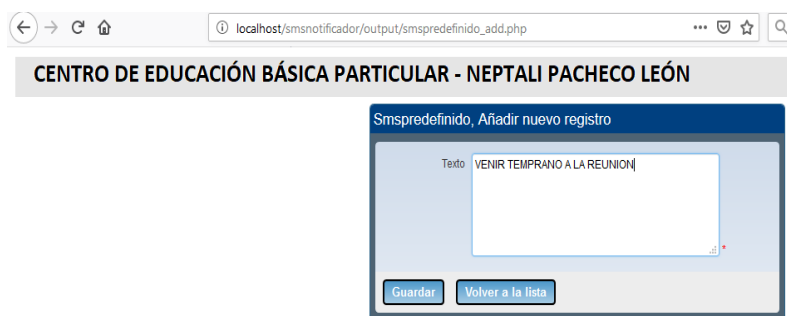 localhost/smsnotificador/output/smspredefinido_add.php
CENTRO DE EDUCACIÓN BÁSICA PARTICULAR - NEPTALI PACHECO LEÓN
Smspredefinido, Añadir nuevo registro
Texto VENIR TEMPRANO A LA REUNION
*
Guardar Volver a la lista